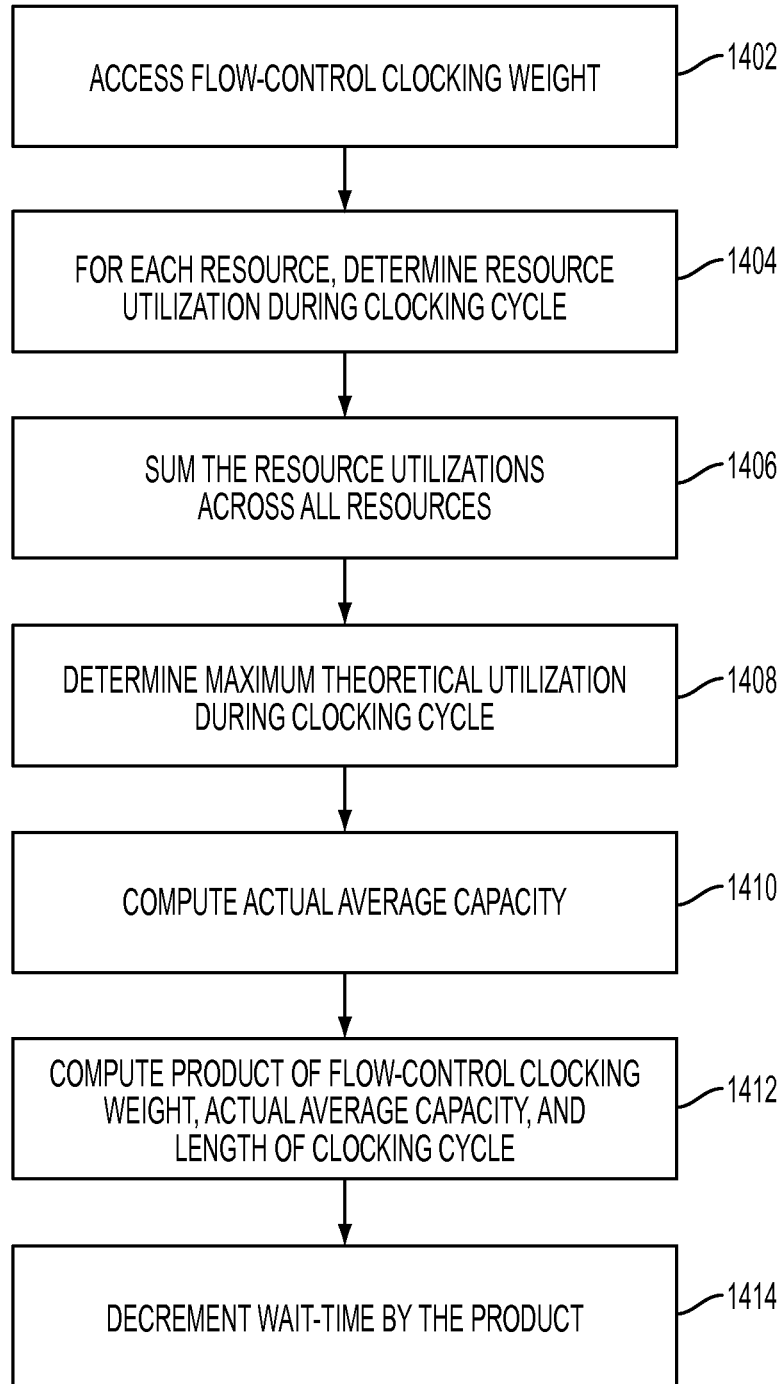 ACCESS FLOW-CONTROL CLOCKING WEIGHT
1402
FOR EACH RESOURCE, DETERMINE RESOURCE
UTILIZATION DURING CLOCKING CYCLE
1404
SUM THE RESOURCE UTILIZATIONS
ACROSS ALL RESOURCES
1406
DETERMINE MAXIMUM THEORETICAL UTILIZATION
DURING CLOCKING CYCLE
1408
COMPUTE ACTUAL AVERAGE CAPACITY
1410
COMPUTE PRODUCT OF FLOW-CONTROL CLOCKING
WEIGHT, ACTUAL AVERAGE CAPACITY, AND
LENGTH OF CLOCKING CYCLE
1412
DECREMENT WAIT-TIME BY THE PRODUCT
1414